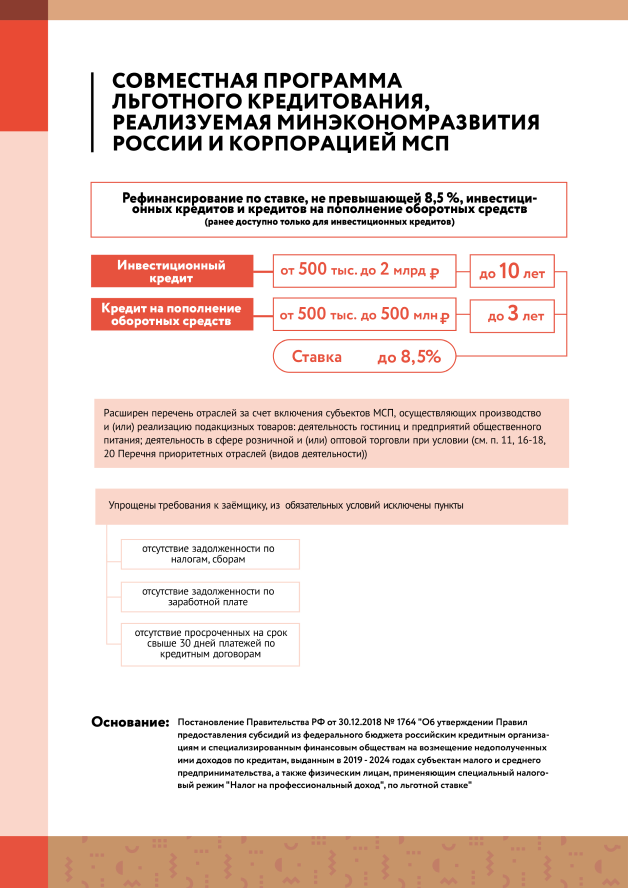 СОВМЕСТНАЯ ПРОГРАММА
ЛЬГОТНОГО КРЕДИТОВАНИЯ,
РЕАЛИЗУЕМАЯ МИНЭКОНОМРАЗВИТИЯ
РОССИИ И КОРПОРАЦИЕЙ МСП
Рефинансирование по ставке, не превышающей 8,5 %, инвестици-
онных кредитов и кредитов на пополнение оборотных средств
(ранее доступно только для инвестиционных кредитов)
Инвестиционный
кредит
от 500 тыс. до 2 млрд ₽
до 10 лет
Кредит на пополнение
оборотных средств
от 500 тыс. до 500 млн ₽
до 3 лет
Ставка до 8,5%
Расширен перечень отраслей за счет включения субъектов МСП, осуществляющих производство
и (или) реализацию подакцизных товаров: деятельность гостиниц и предприятий общественного
питания; деятельность в сфере розничной и (или) оптовой торговли при условии (см. п. 11, 16-18,
20 Перечня приоритетных отраслей (видов деятельности))
Упрощены требования к заёмщику, из обязательных условий исключены пункты
отсутствие задолженности по
налогам, сборам
отсутствие задолженности по
заработной плате
отсутствие просроченных на срок
свыше 30 дней платежей по
кредитным договорам
Основание:
Постановление Правительства РФ от 30.12.2018 № 1764 "Об утверждении Правил
предоставления субсидий из федерального бюджета российским кредитным организа-
циям и специализированным финансовым обществам на возмещение недополученных
ими доходов по кредитам, выданным в 2019 - 2024 годах субъектам малого и среднего
предпринимательства, а также физическим лицам, применяющим специальный налого-
вый режим "Налог на профессиональный доход", по льготной ставке"